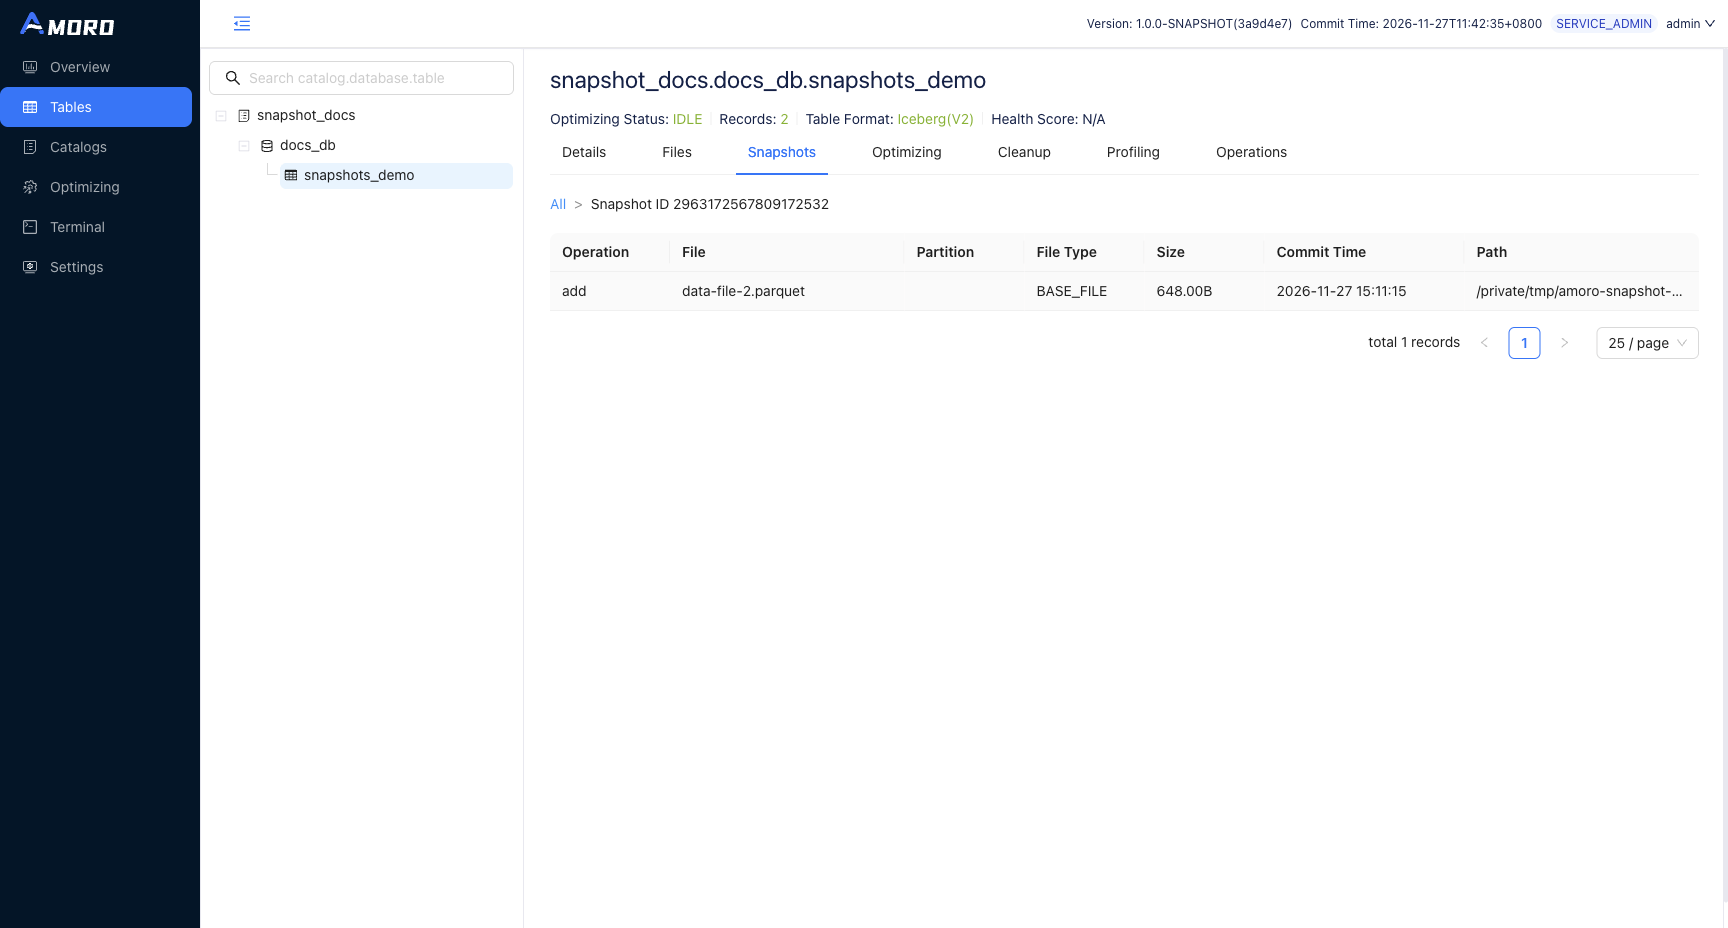 AMORO
Version: 1.0.0-SNAPSHOT(3a9d4e7) Commit Time: 2026-11-27T11:42:35+0800 SERVICE_ADMIN admin
Overview
Tables
Catalogs
Optimizing
Terminal
Settings
Search catalog.database.table
snapshot_docs
docs_db
snapshots_demo
snapshot_docs.docs_db.snapshots_demo
Optimizing Status: IDLE Records: 2 Table Format: Iceberg(V2) Health Score: N/A
Details Files Snapshots Optimizing Cleanup Profiling Operations
All > Snapshot ID 2963172567809172532
Operation File Partition File Type Size Commit Time Path
add data-file-2.parquet BASE_FILE 648.00B 2026-11-27 15:11:15 /private/tmp/amoro-snapshot-...
total 1 records < 1 > 25 / page